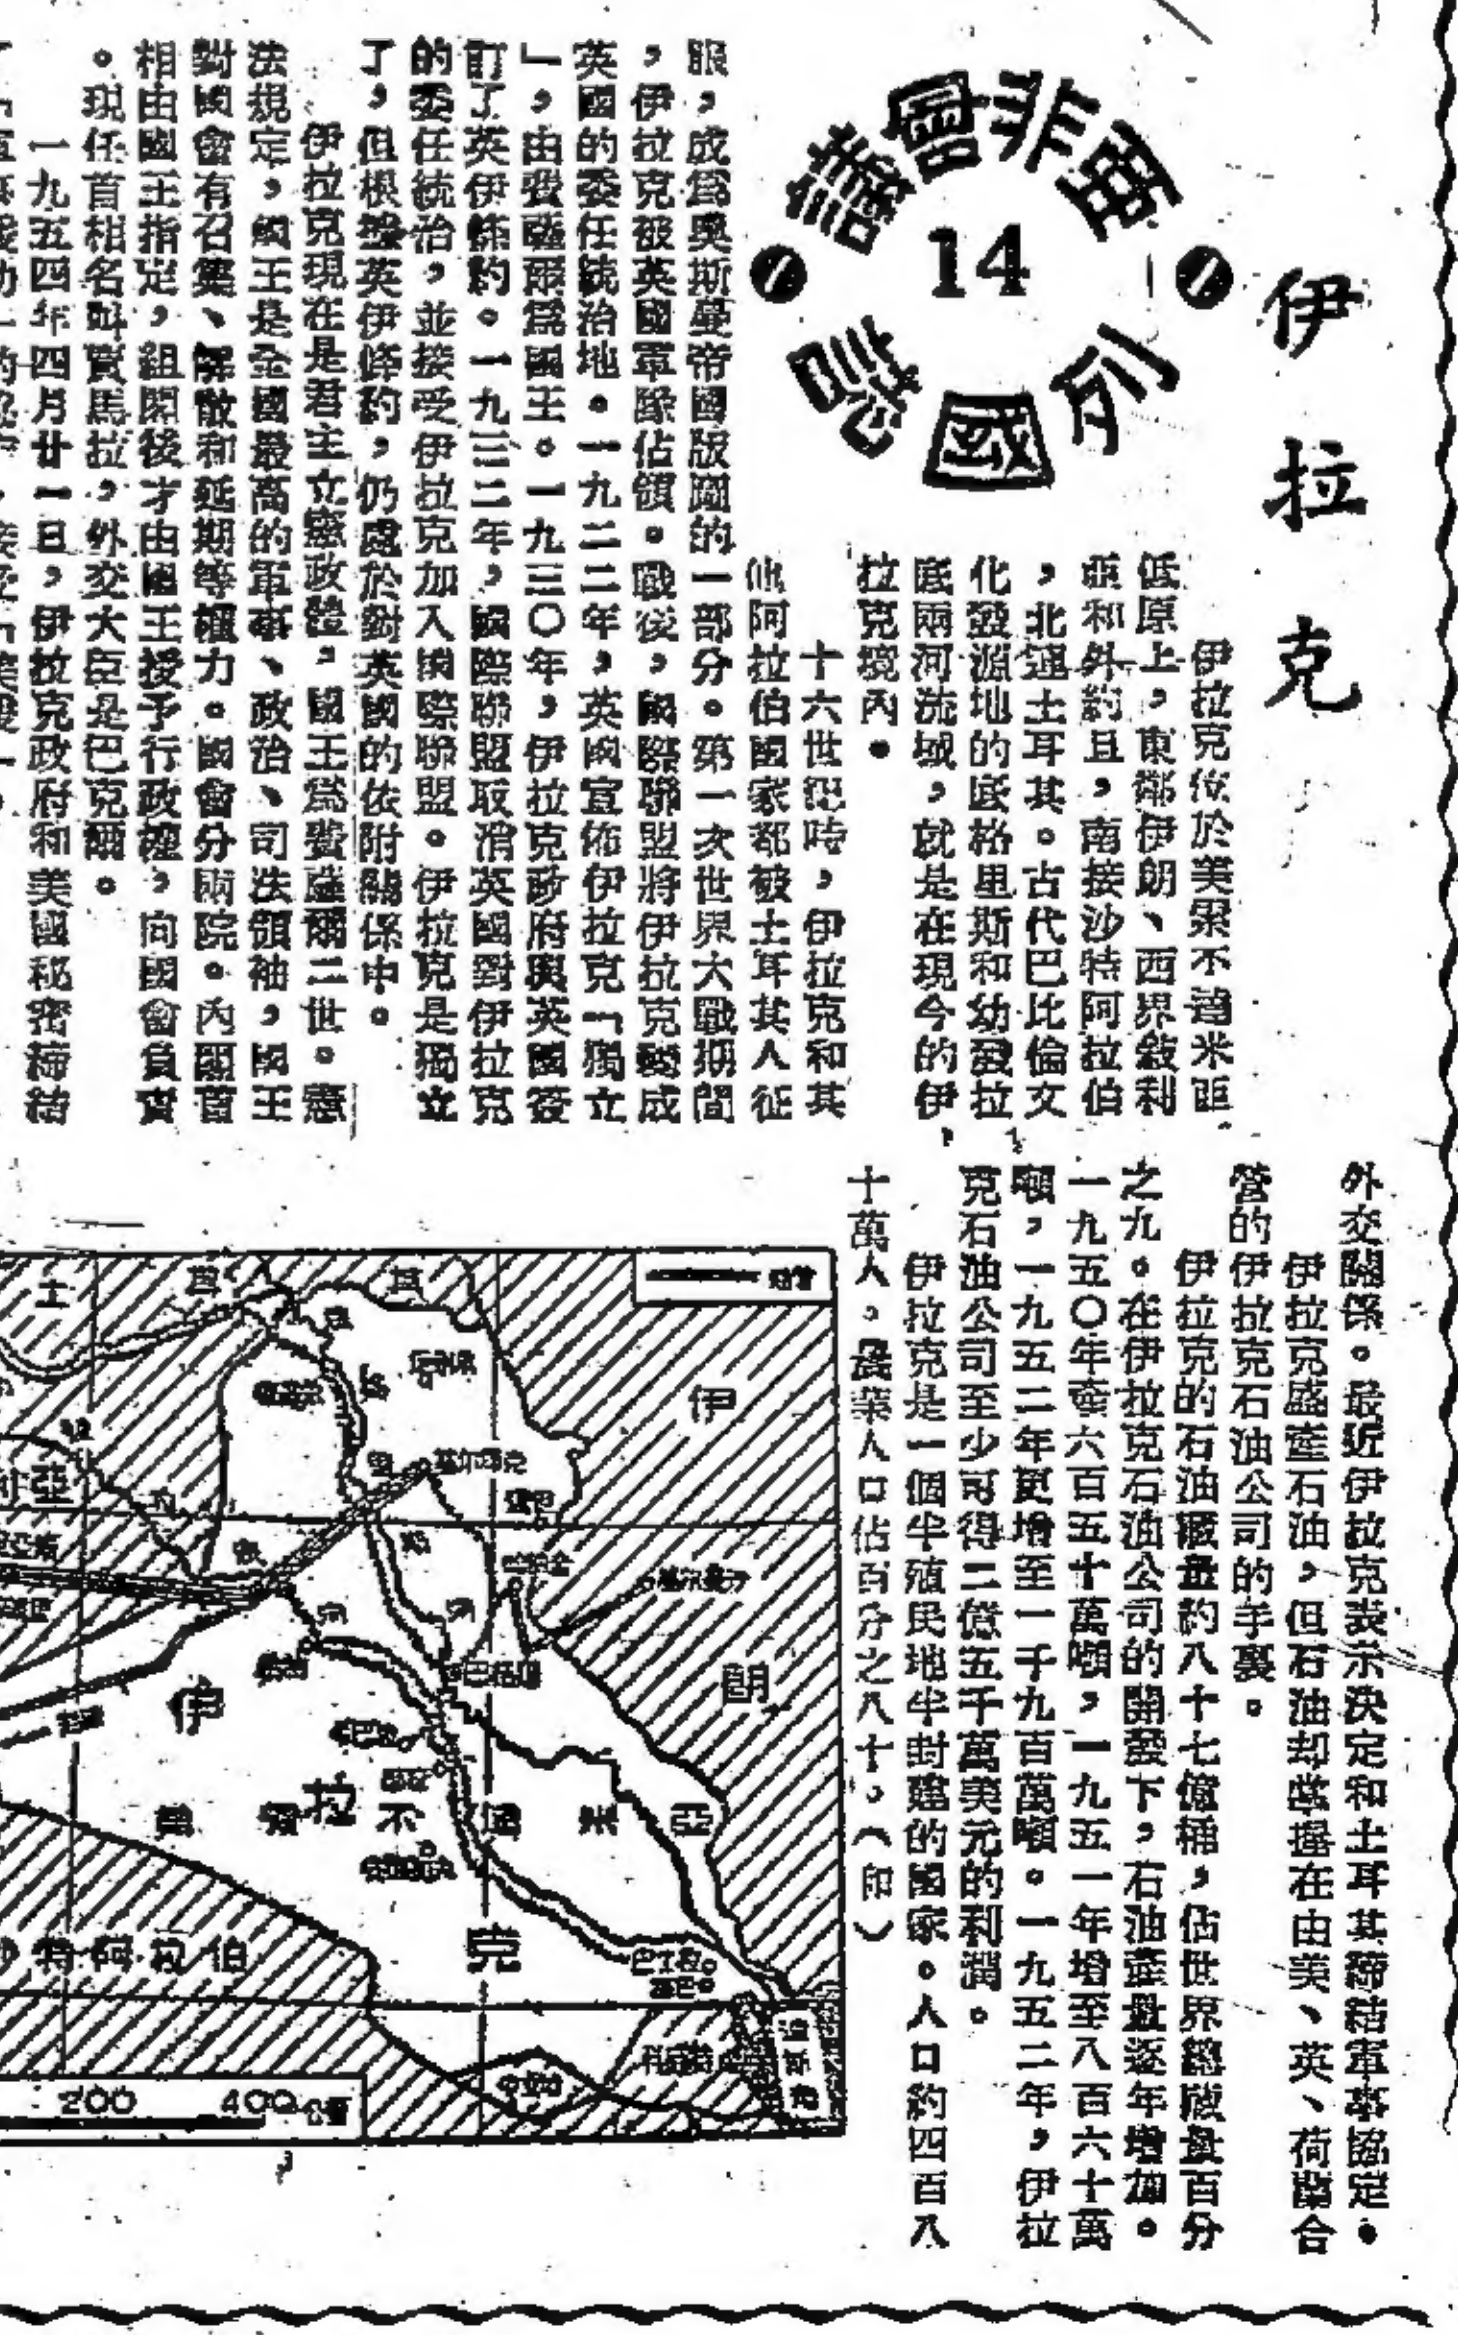 伊拉克
亞非會議
14
列國誌
伊拉克位於美索不達米亞
低原上，東鄰伊朗、西界敍利
亞和外約旦，南接沙特阿拉伯
，北連土耳其。古代巴比倫文
化發源地的底格里斯和幼發拉
底兩河流域，就是在現今的伊
拉克境內。
十六世紀時，伊拉克和其
他阿拉伯國家都被土耳其人征
服，成爲奧斯曼帝國版圖的一部分。第一次世界大戰期間
，伊拉克被英國軍隊佔領。戰後，國際聯盟將伊拉克變成
英國的委任統治地。一九二二年，英國宣佈伊拉克「獨立
」，由費薩爾爲國王。一九三〇年，伊拉克政府與英國簽
訂了英伊條約。一九三二年，國際聯盟取消英國對伊拉克
的委任統治，並接受伊拉克加入國際聯盟。伊拉克是獨立
了，但根據英伊條約，仍處於對英國的依附關係中。
伊拉克現在是君主立憲政體，國王爲費薩爾二世。憲
法規定，國王是全國最高的軍事、政治、司法領袖，國王
對國會有召集、解散和延期等權力。國會分兩院。內閣首
相由國王指定，組閣後才由國王授予行政權，向國會負責
。現任首相名叫賈馬拉，外交大臣是巴克爾。
一九五四年四月廿一日，伊拉克政府和美國秘密締結
外交關係。最近伊拉克表示決定和土耳其締結軍事協定。
伊拉克盛產石油，但石油却掌握在由美、英、荷蘭合
營的伊拉克石油公司的手裏。
伊拉克的石油藏量約八十七億桶，佔世界總藏量百分
之九。在伊拉克石油公司的開發下，石油產量逐年增加。
一九五〇年產六百五十萬噸，一九五一年增至八百六十萬
噸，一九五二年更增至一千九百萬噸。一九五二年，伊拉
克石油公司至少可得二億五千萬美元的利潤。
伊拉克是一個半殖民地半封建的國家。人口約四百八
十萬人。農業人口佔百分之八十。（印）
土
耳
其
伊
朗
亞
伊
拉
克
不達米亞
沙特阿拉伯
200 400公里